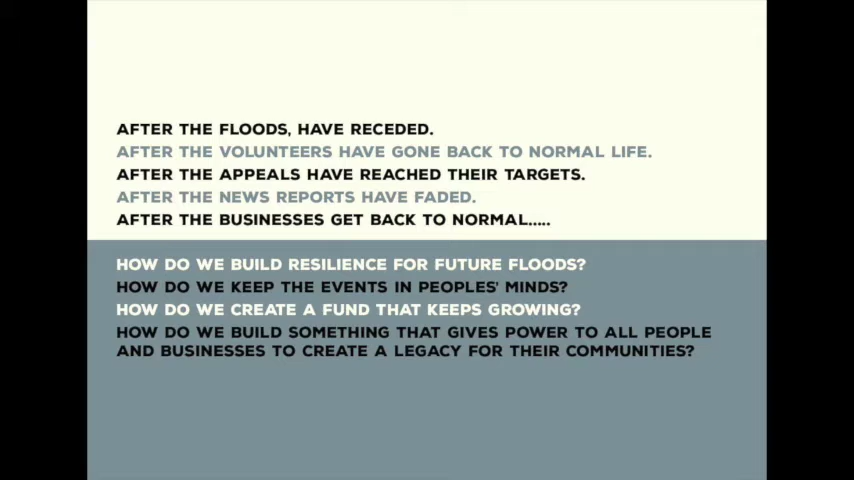 AFTER THE FLOODS, HAVE RECEDED.
AFTER THE VOLUNTEERS HAVE GONE BACK TO NORMAL LIFE.
AFTER THE APPEALS HAVE REACHED THEIR TARGETS.
AFTER THE NEWS REPORTS HAVE FADED.
AFTER THE BUSINESSES GET BACK TO NORMAL.....
HOW DO WE BUILD RESILIENCE FOR FUTURE FLOODS?
HOW DO WE KEEP THE EVENTS IN PEOPLES' MINDS?
HOW DO WE CREATE A FUND THAT KEEPS GROWING?
HOW DO WE BUILD SOMETHING THAT GIVES POWER TO ALL PEOPLE
AND BUSINESSES TO CREATE A LEGACY FOR THEIR COMMUNITIES?